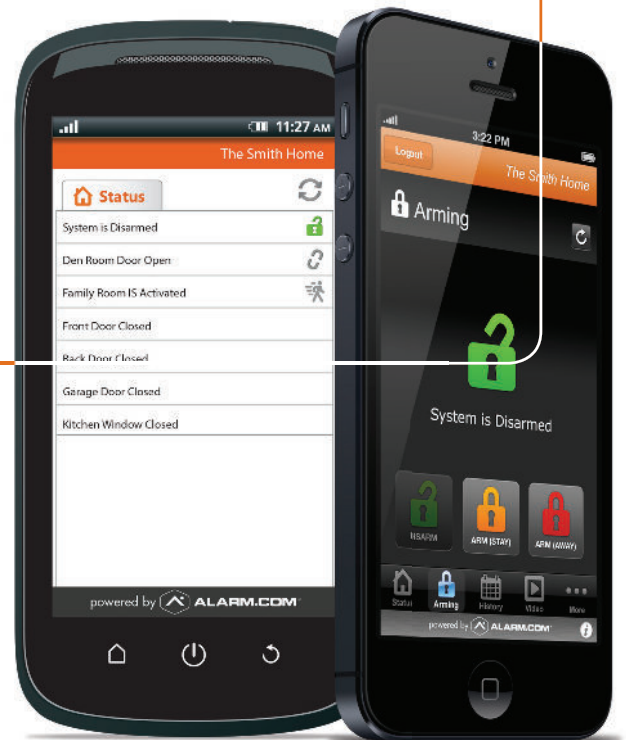 11:27 AM
The Smith Home
Status
System is Disarmed
Den Room Door Open
Family Room IS Activated
Front Door Closed
Back Door Closed
Garage Door Closed
Kitchen Window Closed
powered by ALARM.COM
3:22 PM
Logout
The Smith Home
Arming
System is Disarmed
DISARM
ARM (STAY)
ARM (AWAY)
Status
Arming
History
Video
More
powered by ALARM.COM